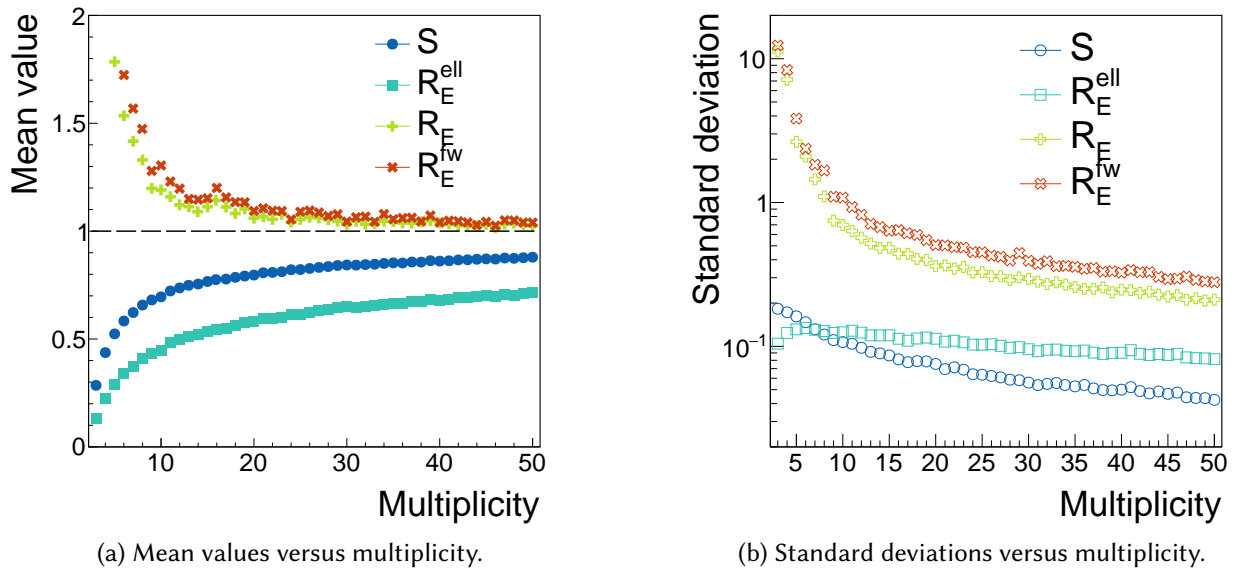 Mean value
2
1.5
1
0.5
0
10 20 30 40 50
Multiplicity
S
R_E^ell
R_E
R_E^fw
(a) Mean values versus multiplicity.
Standard deviation
10
1
10⁻¹
5 10 15 20 25 30 35 40 45 50
Multiplicity
S
R_E^ell
R_E
R_E^fw
(b) Standard deviations versus multiplicity.